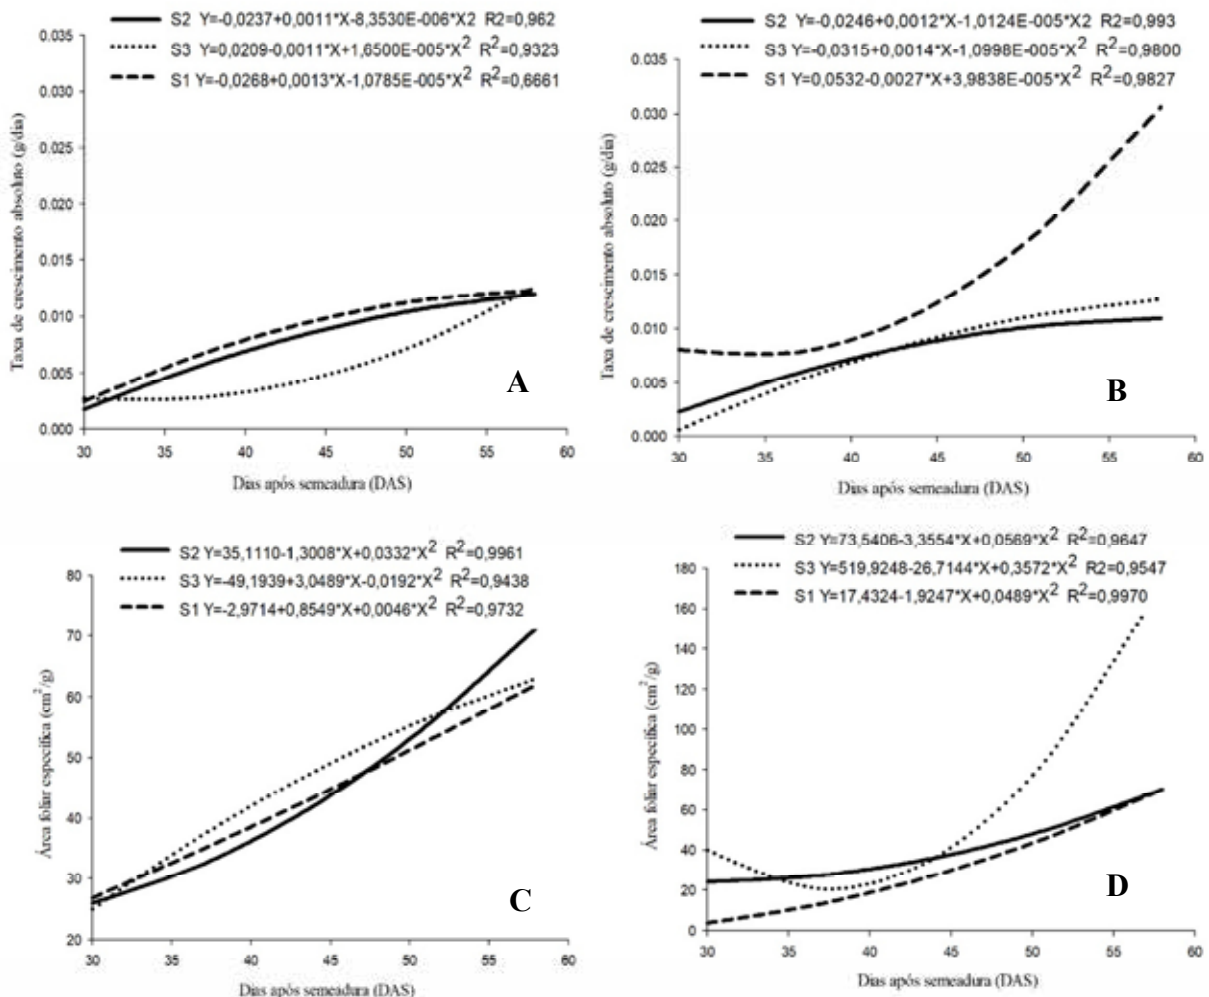 S2 Y=-0,0237+0,0011*X-8,3530E-006*X2 R2=0,962
S3 Y=0,0209-0,0011*X+1,6500E-005*X² R²=0,9323
S1 Y=-0,0268+0,0013*X-1,0785E-005*X² R²=0,6661
Taxa de crescimento absoluto (g/dia)
0.035
0.030
0.025
0.020
0.015
0.010
0.005
0.000
A
30 35 40 45 50 55 60
Dias após semeadura (DAS)
S2 Y=-0,0246+0,0012*X-1,0124E-005*X2 R2=0,993
S3 Y=-0,0315+0,0014*X-1,0998E-005*X² R²=0,9800
S1 Y=0,0532-0,0027*X+3,9838E-005*X² R²=0,9827
Taxa de crescimento absoluto (g/dia)
0.035
0.030
0.025
0.020
0.015
0.010
0.005
0.000
B
30 35 40 45 50 55 60
Dias após semeadura (DAS)
S2 Y=35,1110-1,3008*X+0,0332*X² R²=0,9961
S3 Y=-49,1939+3,0489*X-0,0192*X² R²=0,9438
S1 Y=-2,9714+0,8549*X+0,0046*X² R²=0,9732
Área foliar específica (cm²/g)
80
70
60
50
40
30
20
C
30 35 40 45 50 55 60
Dias após semeadura (DAS)
S2 Y=73,5406-3,3554*X+0,0569*X² R²=0,9647
S3 Y=519,9248-26,7144*X+0,3572*X² R2=0,9547
S1 Y=17,4324-1,9247*X+0,0489*X² R²=0,9970
Área foliar específica (cm²/g)
180
160
140
120
100
80
60
40
20
0
D
30 35 40 45 50 55 60
Dias após semeadura (DAS)